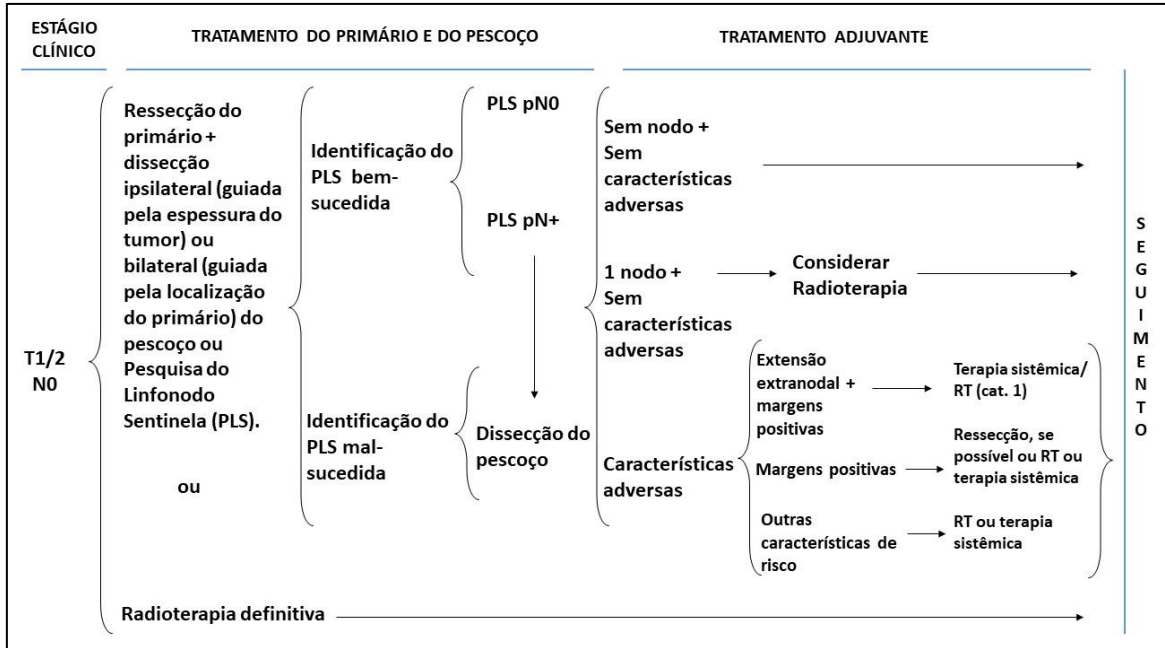 ESTÁGIO
CLÍNICO
TRATAMENTO DO PRIMÁRIO E DO PESCOÇO
TRATAMENTO ADJUVANTE
T1/2
N0
Ressecção do
primário +
dissecção
ipsilateral (guiada
pela espessura do
tumor) ou
bilateral (guiada
pela localização
do primário) do
pescoço ou
Pesquisa do
Linfonodo
Sentinela (PLS).
ou
Radioterapia definitiva
Identificação do
PLS bem-
sucedida
Identificação do
PLS mal-
sucedida
PLS pN0
PLS pN+
Dissecção do
pescoço
Sem nodo +
Sem
características
adversas
1 nodo +
Sem
características
adversas
Considerar
Radioterapia
Características
adversas
Extensão
extranodal +
margens
positivas
Terapia sistêmica/
RT (cat. 1)
Margens positivas
Ressecção, se
possível ou RT ou
terapia sistêmica
Outras
características de
risco
RT ou terapia
sistêmica
S
E
G
U
I
M
E
N
T
O